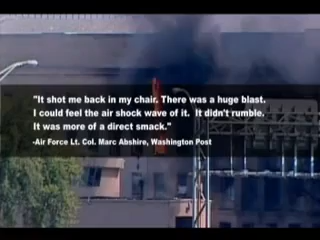 "It shot me back in my chair. There was a huge blast.
I could feel the air shock wave of it. It didn't rumble.
It was more of a direct smack."
-Air Force Lt. Col. Marc Abshire, Washington Post